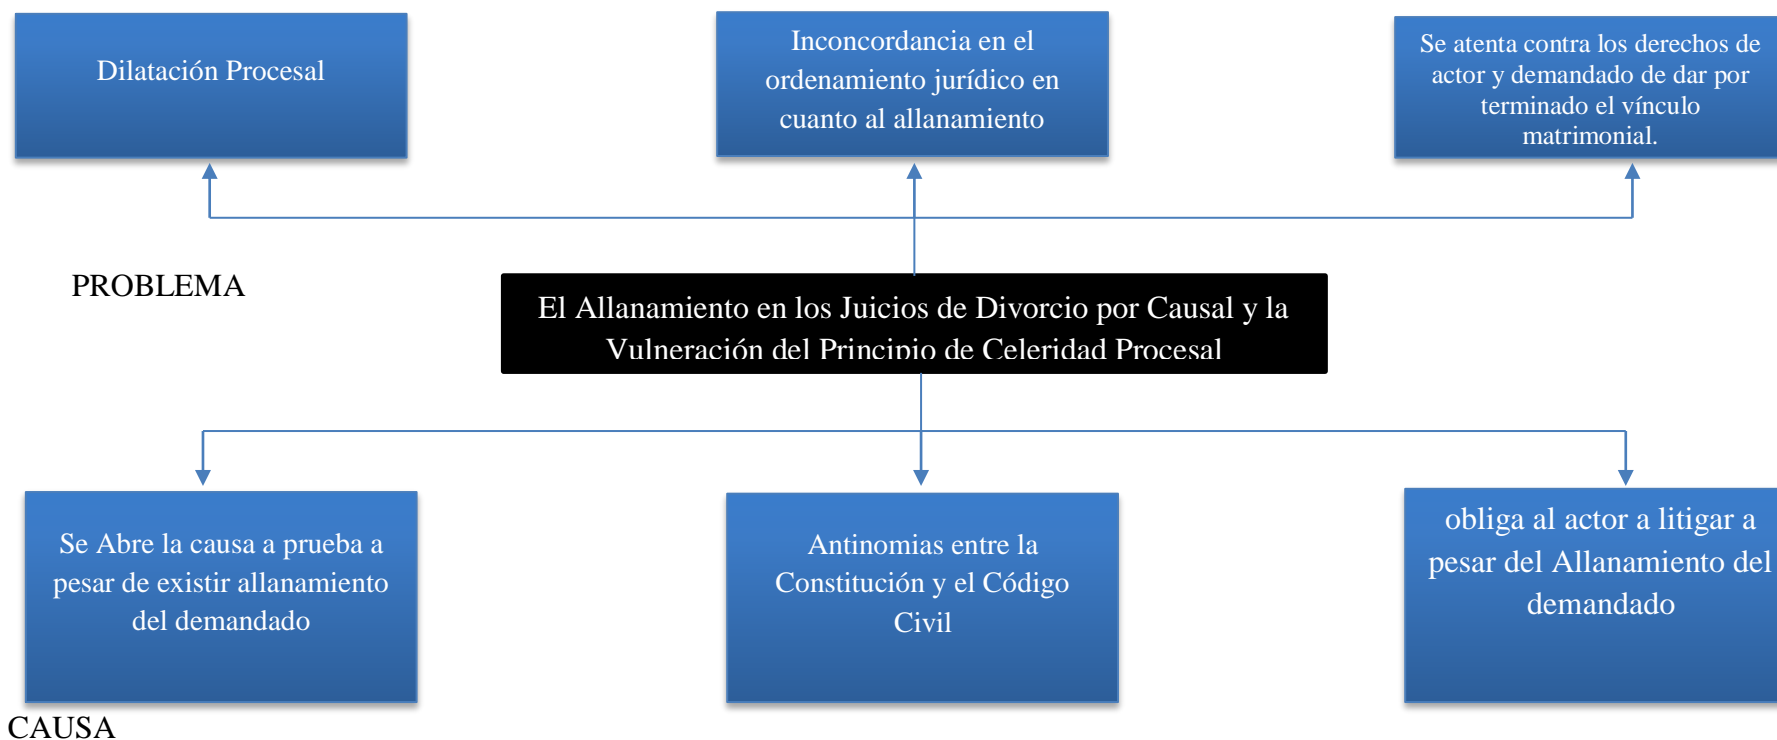 Dilatación Procesal
Inconcordancia en el
ordenamiento jurídico en
cuanto al allanamiento
Se atenta contra los derechos de
actor y demandado de dar por
terminado el vínculo
matrimonial.
PROBLEMA
El Allanamiento en los Juicios de Divorcio por Causal y la
Vulneración del Principio de Celeridad Procesal
Se Abre la causa a prueba a
pesar de existir allanamiento
del demandado
Antinomias entre la
Constitución y el Código
Civil
obliga al actor a litigar a
pesar del Allanamiento del
demandado
CAUSA